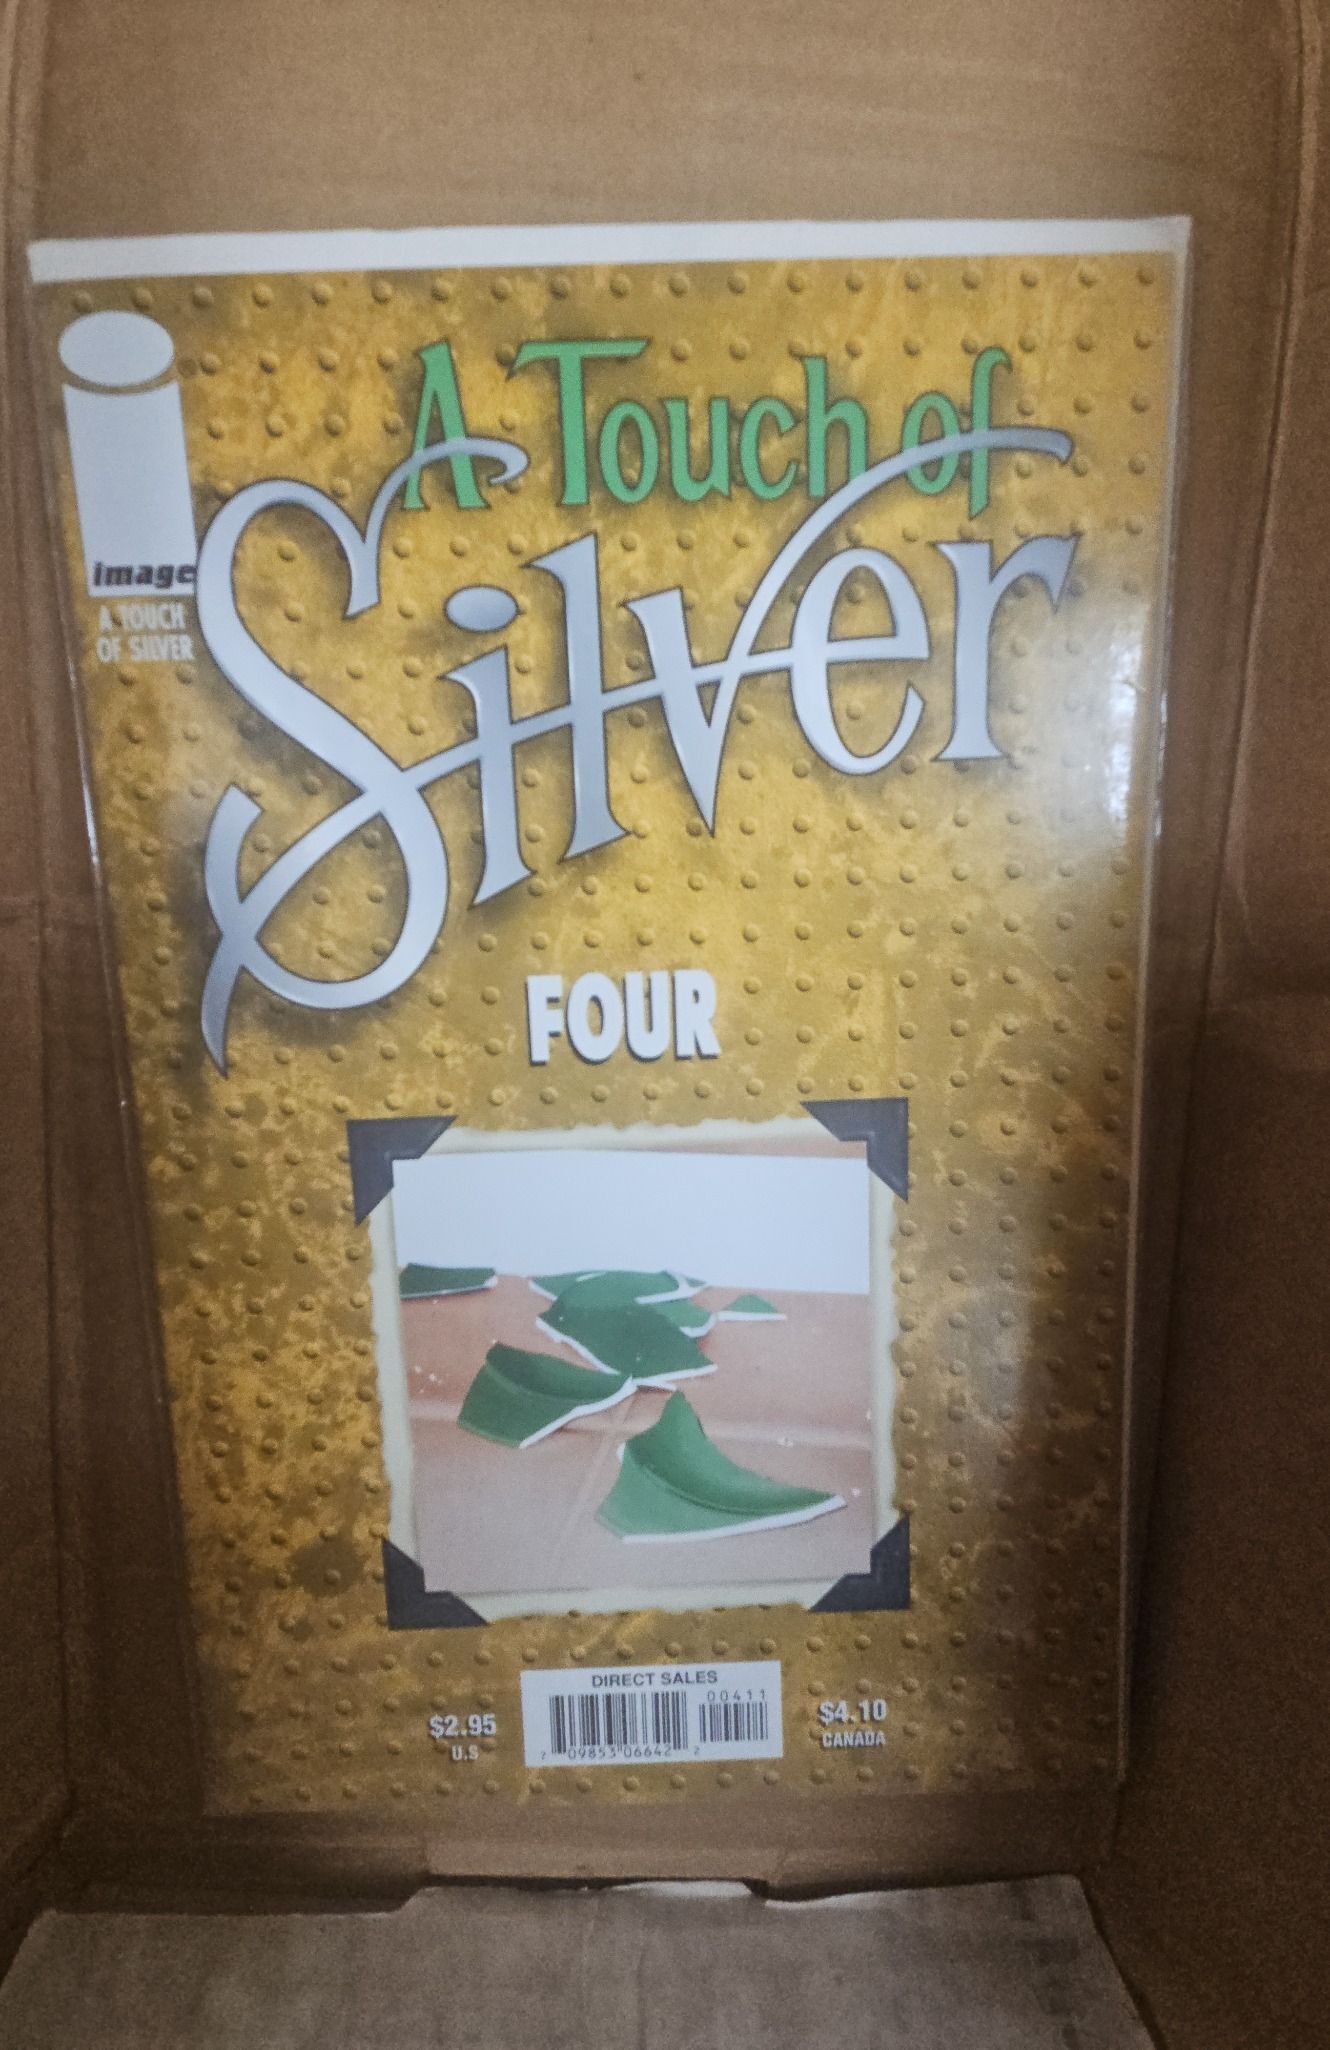 A Touch of
Silver
image
A TOUCH
OF SILVER
FOUR
DIRECT SALES
00411
2 09853 06642 2
$2.95
U.S
$4.10
CANADA